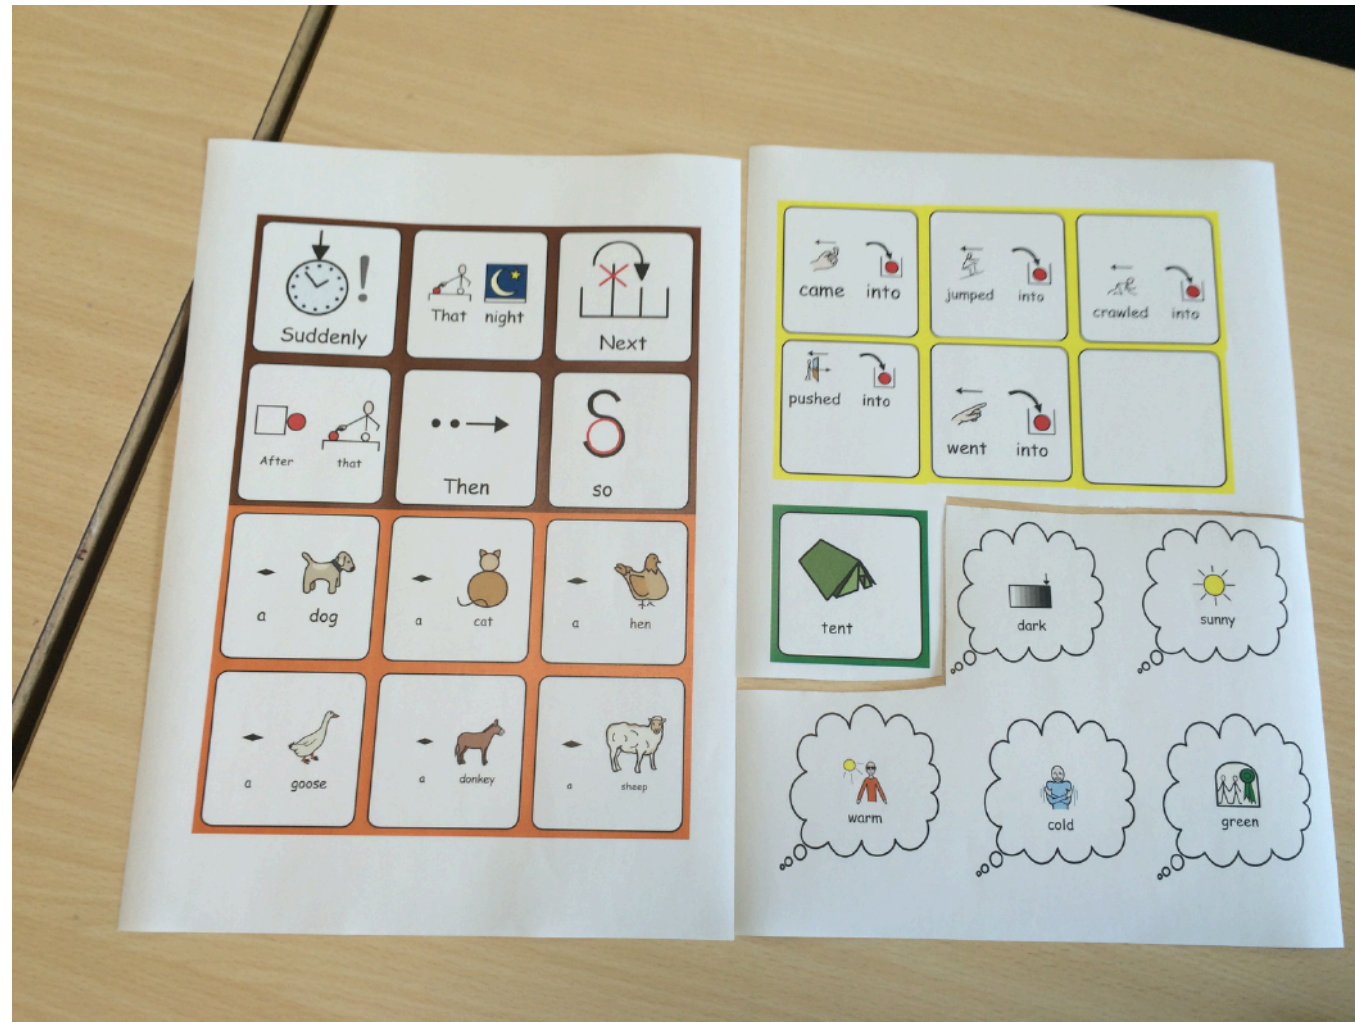 Suddenly
That night
Next
After that
Then
so
a dog
a cat
a hen
a goose
a donkey
a sheep
came into
jumped into
crawled into
pushed into
went into
tent
dark
sunny
warm
cold
green